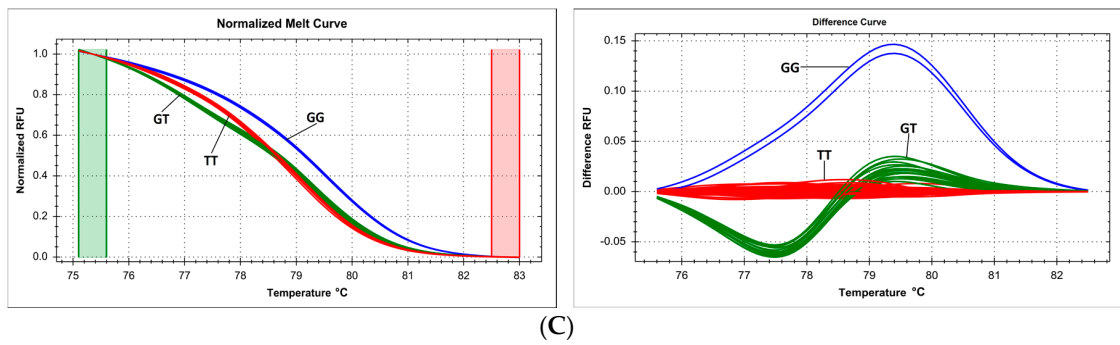 Normalized Melt Curve
Normalized RFU
1.0
0.8
0.6
0.4
0.2
0.0
GT
TT
GG
75 76 77 78 79 80 81 82 83
Temperature °C
Difference Curve
Difference RFU
0.15
0.10
0.05
0.00
-0.05
GG
TT
GT
76 77 78 79 80 81 82
Temperature °C
(C)